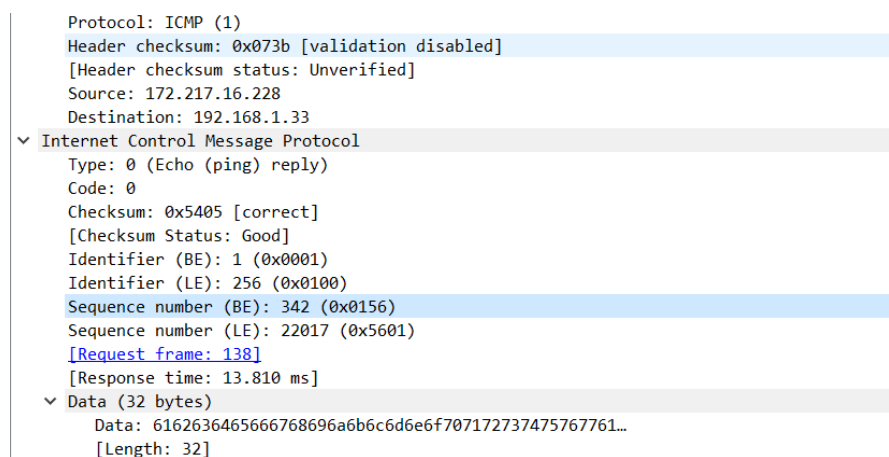 Protocol: ICMP (1)
Header checksum: 0x073b [validation disabled]
[Header checksum status: Unverified]
Source: 172.217.16.228
Destination: 192.168.1.33
Internet Control Message Protocol
Type: 0 (Echo (ping) reply)
Code: 0
Checksum: 0x5405 [correct]
[Checksum Status: Good]
Identifier (BE): 1 (0x0001)
Identifier (LE): 256 (0x0100)
Sequence number (BE): 342 (0x0156)
Sequence number (LE): 22017 (0x5601)
[Request frame: 138]
[Response time: 13.810 ms]
Data (32 bytes)
Data: 6162636465666768696a6b6c6d6e6f7071727374757677​61…
[Length: 32]